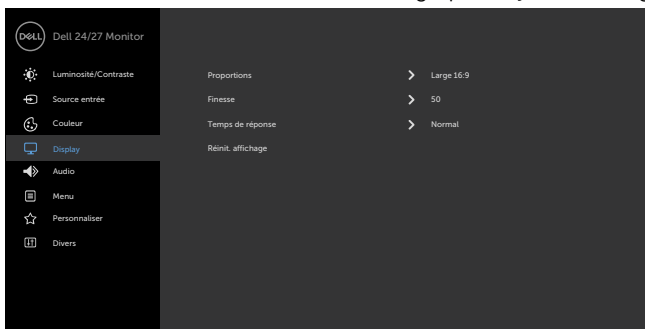 DELL
Dell 24/27 Monitor
Luminosité/Contraste
Source entrée
Couleur
Display
Audio
Menu
Personnaliser
Divers
Proportions Large 16:9
Finesse 50
Temps de réponse Normal
Réinit. affichage